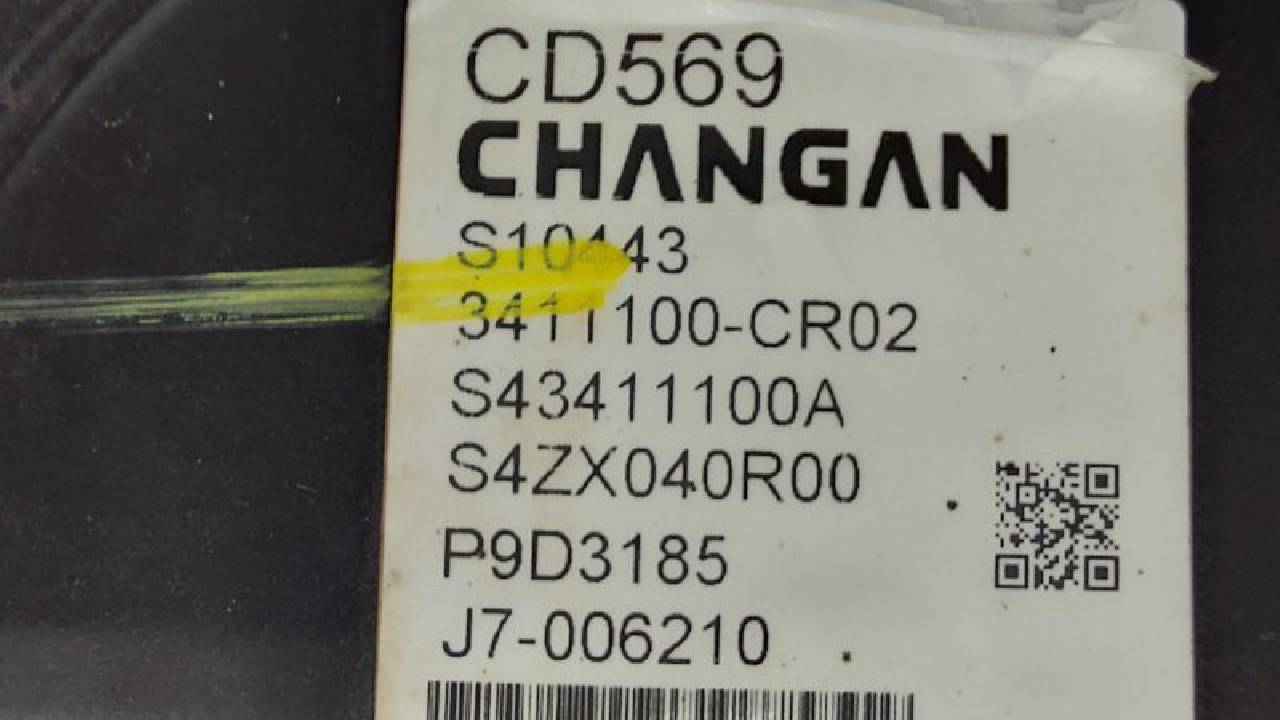 CD569
CHANGAN
S10443
3411100-CR02
S43411100A
S4ZX040R00
P9D3185
J7-006210